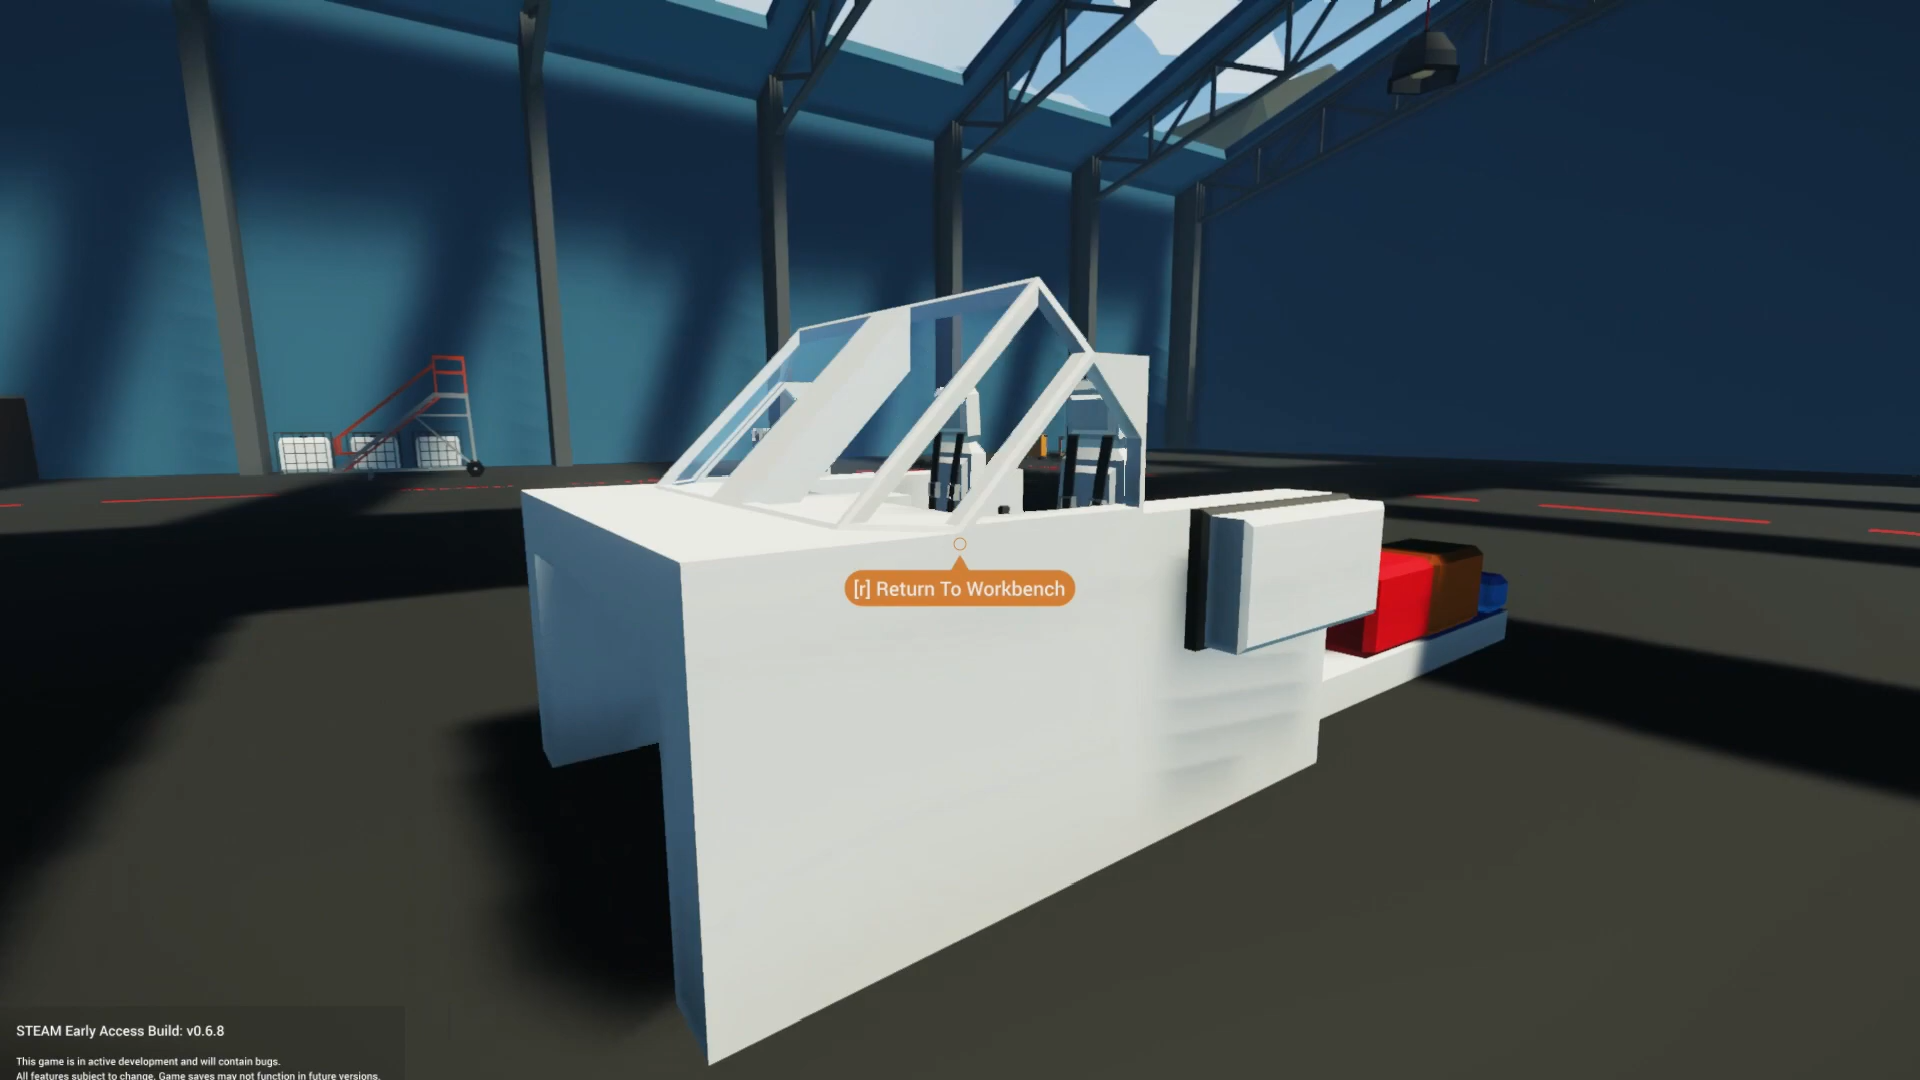 [r] Return To Workbench
STEAM Early Access Build: v0.6.8
This game is in active development and will contain bugs.
All features subject to change. Game saves may not function in future versions.